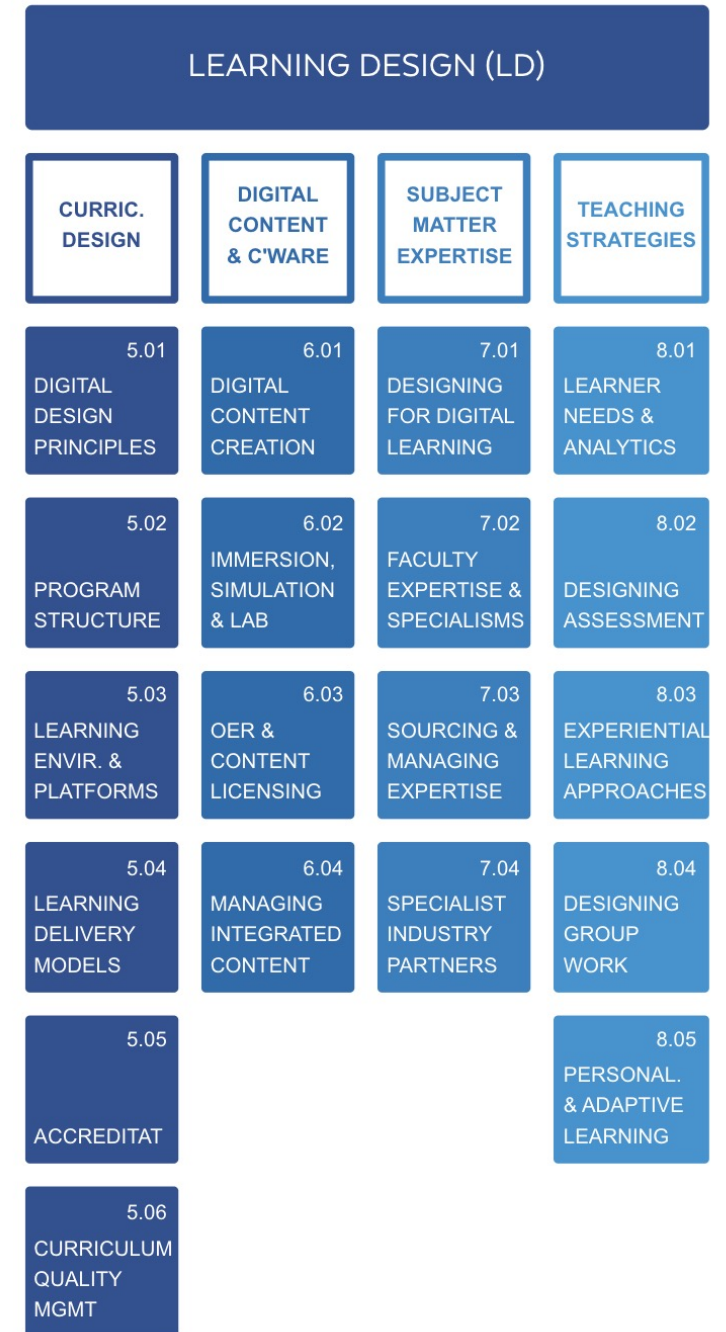 LEARNING DESIGN (LD)
CURRIC.
DESIGN
DIGITAL
CONTENT
& C'WARE
SUBJECT
MATTER
EXPERTISE
TEACHING
STRATEGIES
5.01
DIGITAL
DESIGN
PRINCIPLES
6.01
DIGITAL
CONTENT
CREATION
7.01
DESIGNING
FOR DIGITAL
LEARNING
8.01
LEARNER
NEEDS &
ANALYTICS
5.02
PROGRAM
STRUCTURE
6.02
IMMERSION,
SIMULATION
& LAB
7.02
FACULTY
EXPERTISE &
SPECIALISMS
8.02
DESIGNING
ASSESSMENT
5.03
LEARNING
ENVIR. &
PLATFORMS
6.03
OER &
CONTENT
LICENSING
7.03
SOURCING &
MANAGING
EXPERTISE
8.03
EXPERIENTIAL
LEARNING
APPROACHES
5.04
LEARNING
DELIVERY
MODELS
6.04
MANAGING
INTEGRATED
CONTENT
7.04
SPECIALIST
INDUSTRY
PARTNERS
8.04
DESIGNING
GROUP
WORK
5.05
ACCREDITAT
8.05
PERSONAL.
& ADAPTIVE
LEARNING
5.06
CURRICULUM
QUALITY
MGMT